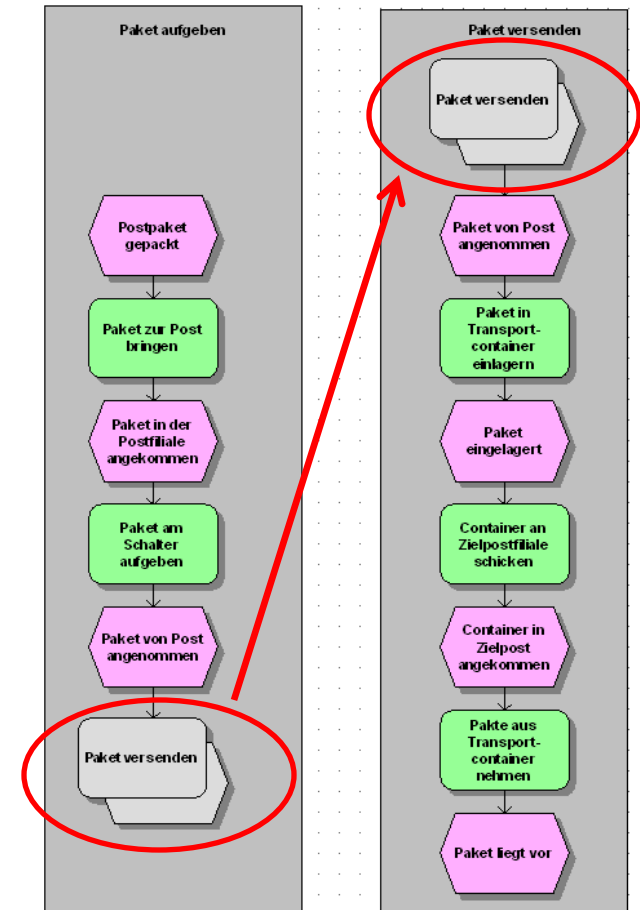 Paket aufgeben
Postpaket
gepackt
Paket zur Post
bringen
Paket in der
Postfiliale
angekommen
Paket am
Schalter
aufgeben
Paket von Post
angenommen
Paket versenden
Paket versenden
Paket versenden
Paket von Post
angenommen
Paket in
Transport-
container
einlagern
Paket
eingelagert
Container an
Zielpostfiliale
schicken
Container in
Zielpost
angekommen
Pakte aus
Transport-
container
nehmen
Paket liegt vor